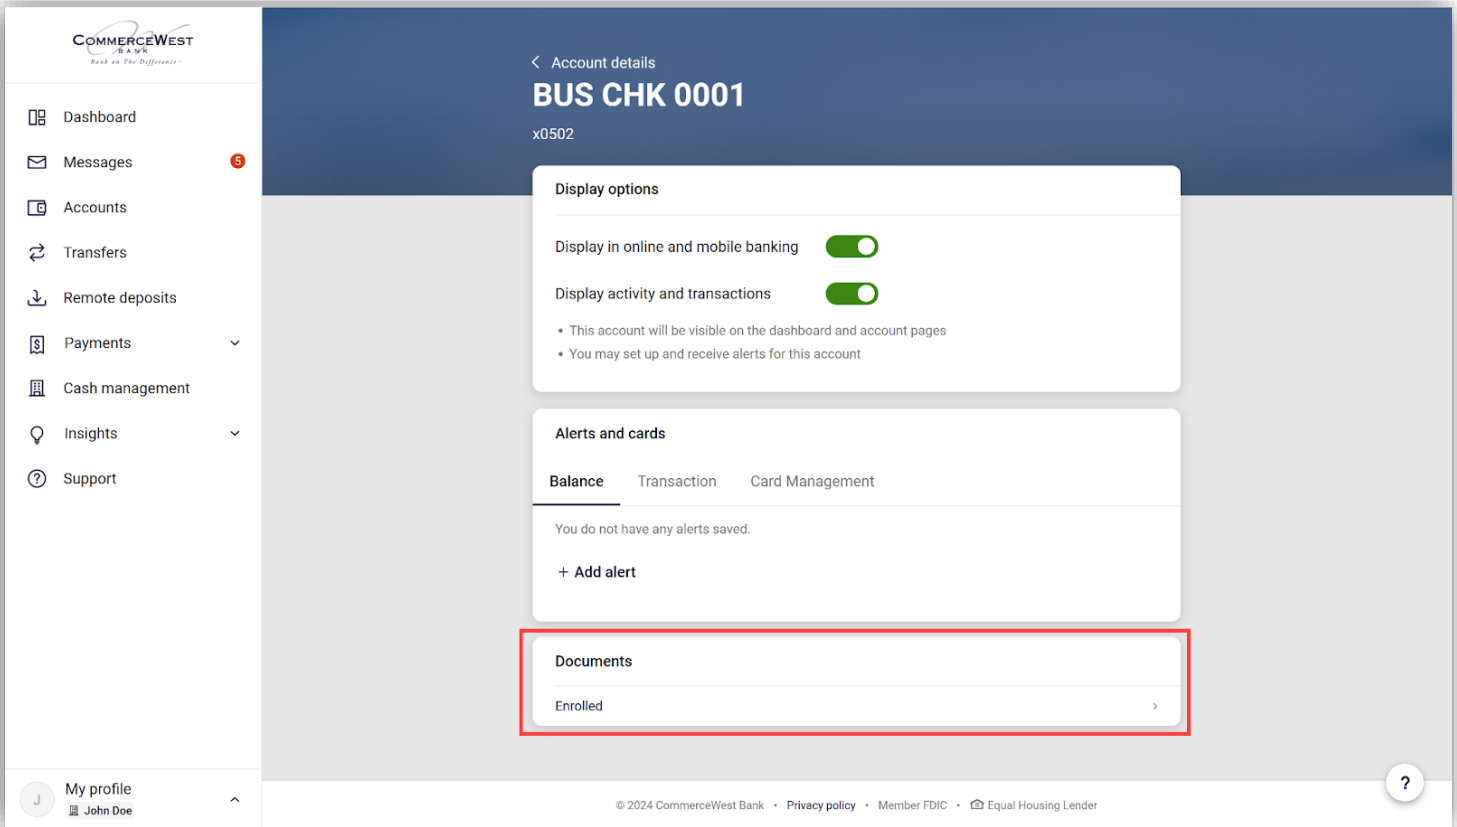 COMMERCEWEST
BANK
Bank on The Difference℠
Dashboard
Messages
5
Accounts
Transfers
Remote deposits
Payments
Cash management
Insights
Support
J
My profile
John Doe
Account details
BUS CHK 0001
x0502
Display options
Display in online and mobile banking
Display activity and transactions
• This account will be visible on the dashboard and account pages
• You may set up and receive alerts for this account
Alerts and cards
Balance Transaction Card Management
You do not have any alerts saved.
+ Add alert
Documents
Enrolled
?
© 2024 CommerceWest Bank • Privacy policy • Member FDIC • Equal Housing Lender